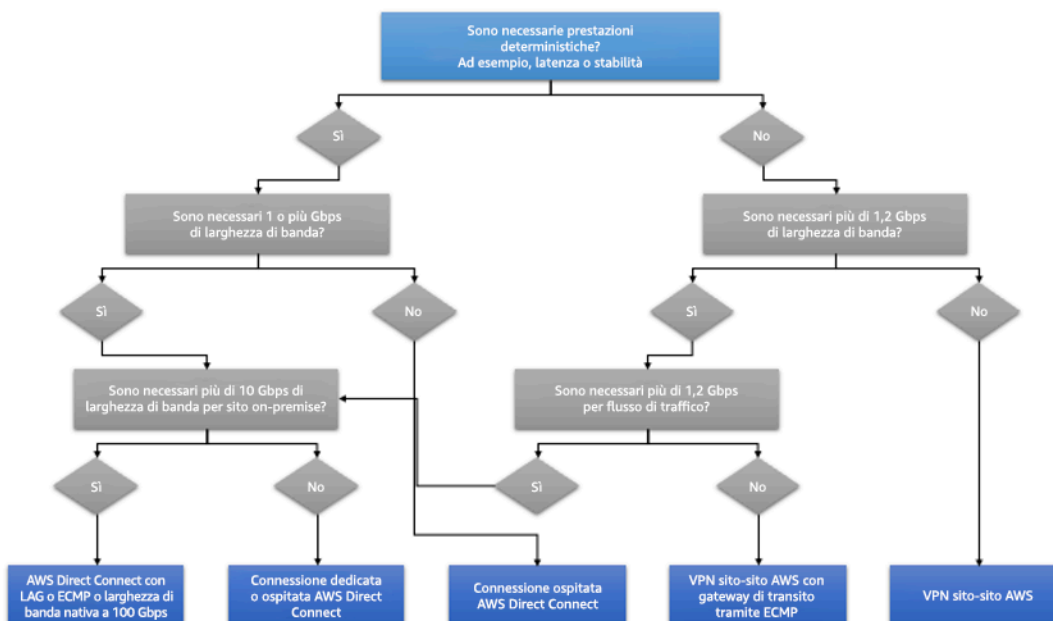 Sono necessarie prestazioni
deterministiche?
Ad esempio, latenza o stabilità
Sì
No
Sono necessari 1 o più Gbps
di larghezza di banda?
Sono necessari più di 1,2 Gbps
di larghezza di banda?
Sì
No
Sì
No
Sono necessari più di 10 Gbps di
larghezza di banda per sito on-premise?
Sono necessari più di 1,2 Gbps
per flusso di traffico?
Sì
No
Sì
No
AWS Direct Connect con
LAG o ECMP o larghezza di
banda nativa a 100 Gbps
Connessione dedicata
o ospitata AWS Direct
Connect
Connessione ospitata
AWS Direct Connect
VPN sito-sito AWS con
gateway di transito
tramite ECMP
VPN sito-sito AWS